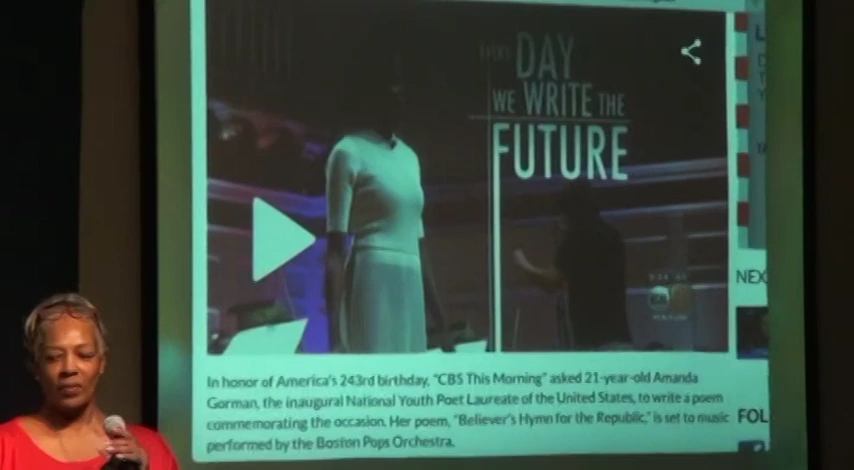 EVERY DAY
WE WRITE THE
FUTURE
In honor of America's 243rd birthday, "CBS This Morning" asked 21-year-old Amanda
Gorman, the inaugural National Youth Poet Laureate of the United States, to write a poem
commemorating the occasion. Her poem, "Believer's Hymn for the Republic," is set to music
performed by the Boston Pops Orchestra.
NEX
FOL